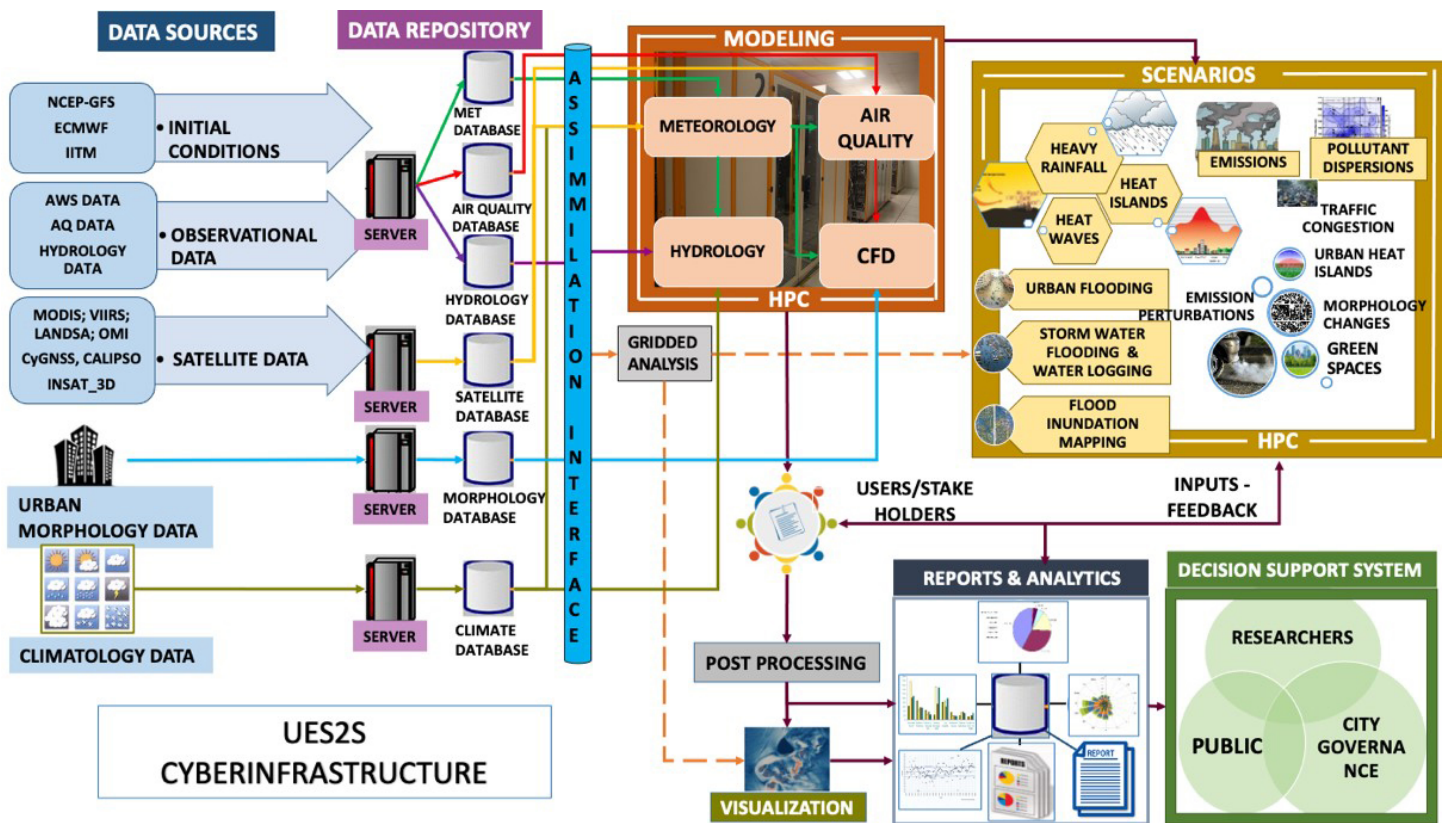 DATA SOURCES
NCEP-GFS
ECMWF
IITM
• INITIAL
CONDITIONS
AWS DATA
AQ DATA
HYDROLOGY
DATA
• OBSERVATIONAL
DATA
MODIS; VIIRS;
LANDSA; OMI
CyGNSS, CALIPSO
INSAT_3D
• SATELLITE DATA
URBAN
MORPHOLOGY DATA
CLIMATOLOGY DATA
DATA REPOSITORY
SERVER
SERVER
SERVER
SERVER
MET
DATABASE
AIR QUALITY
DATABASE
HYDROLOGY
DATABASE
SATELLITE
DATABASE
MORPHOLOGY
DATABASE
CLIMATE
DATABASE
ASSIMMILATION INTERFACE
MODELING
METEOROLOGY
AIR
QUALITY
HYDROLOGY
CFD
HPC
GRIDDED
ANALYSIS
SCENARIOS
HEAVY
RAINFALL
HEAT
ISLANDS
HEAT
WAVES
EMISSIONS
POLLUTANT
DISPERSIONS
TRAFFIC
CONGESTION
URBAN HEAT
ISLANDS
EMISSION
PERTURBATIONS
MORPHOLOGY
CHANGES
GREEN
SPACES
URBAN FLOODING
STORM WATER
FLOODING &
WATER LOGGING
FLOOD
INUNDATION
MAPPING
HPC
USERS/STAKE
HOLDERS
INPUTS -
FEEDBACK
POST PROCESSING
VISUALIZATION
REPORTS & ANALYTICS
REPORTS
REPORT
DECISION SUPPORT SYSTEM
RESEARCHERS
PUBLIC
CITY
GOVERNA
NCE
UES2S
CYBERINFRASTRUCTURE